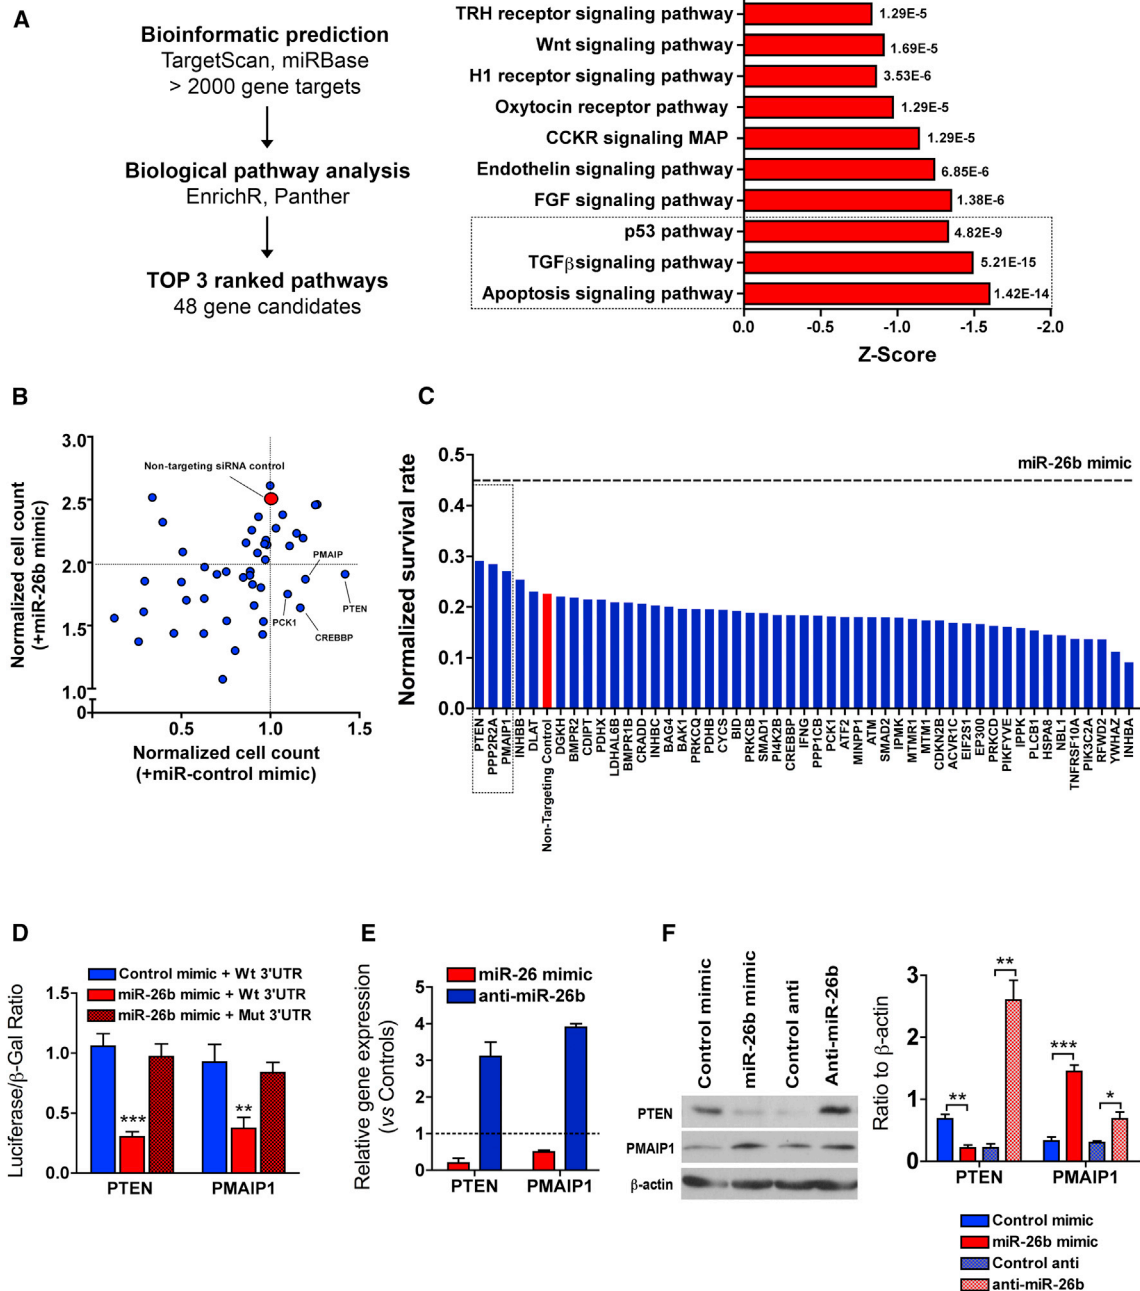 A
Bioinformatic prediction
TargetScan, miRBase
> 2000 gene targets
Biological pathway analysis
EnrichR, Panther
TOP 3 ranked pathways
48 gene candidates
TRH receptor signaling pathway 1.29E-5
Wnt signaling pathway 1.69E-5
H1 receptor signaling pathway 3.53E-6
Oxytocin receptor pathway 1.29E-5
CCKR signaling MAP 1.29E-5
Endothelin signaling pathway 6.85E-6
FGF signaling pathway 1.38E-6
p53 pathway 4.82E-9
TGFβsignaling pathway 5.21E-15
Apoptosis signaling pathway 1.42E-14
0.0 -0.5 -1.0 -1.5 -2.0
Z-Score
B
Normalized cell count
(+miR-26b mimic)
3.0
2.5
2.0
1.5
1.0
0
Non-targeting siRNA control
PMAIP
PTEN
PCK1
CREBBP
0 0.5 1.0 1.5
Normalized cell count
(+miR-control mimic)
C
Normalized survival rate
0.5
0.4
0.3
0.2
0.1
0.0
miR-26b mimic
PTEN
PPP2R2A
PMAIP1
INHBB
DLAT
Non-Targeting Control
DGKH
BMPR2
CDIPT
PDHX
LDHAL6B
BMPR1B
CRADD
INHBC
BAG4
BAK1
PRKCQ
PDHB
CYCS
BID
PRKCB
SMAD1
PI4K2B
CREBBP
IFNG
PPP1CB
PCK1
ATF2
MINPP1
ATM
SMAD2
IPMK
MTMR1
MTM1
CDKN2B
ACVR1C
EIF2S1
EP300
PRKCD
PIKFYVE
IPPK
PLCB1
HSPA8
NBL1
TNFRSF10A
PIK3C2A
RFWD2
YWHAZ
INHBA
D
Control mimic + Wt 3'UTR
miR-26b mimic + Wt 3'UTR
miR-26b mimic + Mut 3'UTR
Luciferase/β-Gal Ratio
1.5
1.0
0.5
0.0
***
**
PTEN PMAIP1
E
miR-26 mimic
anti-miR-26b
Relative gene expression
(vs Controls)
5
4
3
2
1
0
PTEN PMAIP1
F
Control mimic
miR-26b mimic
Control anti
Anti-miR-26b
PTEN
PMAIP1
β-actin
Ratio to β-actin
3
2
1
0
**
**
***
*
PTEN PMAIP1
Control mimic
miR-26b mimic
Control anti
anti-miR-26b